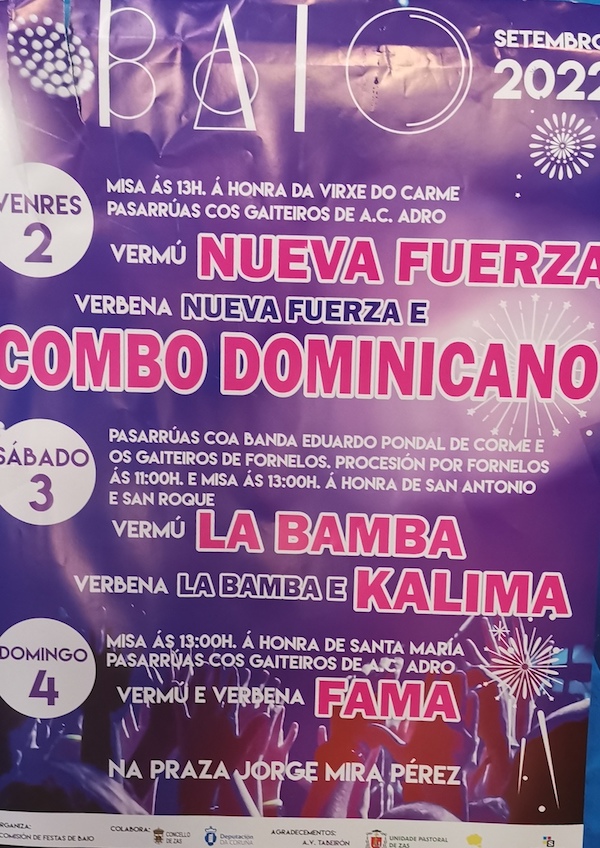 BAIO
SETEMBRO
2022
VENRES
2
MISA ÁS 13H. Á HONRA DA VIRXE DO CARME
PASARRÚAS COS GAITEIROS DE A.C. ADRO
VERMÚ NUEVA FUERZA
VERBENA NUEVA FUERZA E
COMBO DOMINICANO
SÁBADO
3
PASARRÚAS COA BANDA EDUARDO PONDAL DE CORME E
OS GAITEIROS DE FORNELOS. PROCESIÓN POR FORNELOS
ÁS 11:00H. E MISA ÁS 13:00H. Á HONRA DE SAN ANTONIO
E SAN ROQUE
VERMÚ LA BAMBA
VERBENA LA BAMBA E KALIMA
DOMINGO
4
MISA ÁS 13:00H. Á HONRA DE SANTA MARÍA
PASARRÚAS COS GAITEIROS DE A.C. ADRO
VERMÚ E VERBENA FAMA
NA PRAZA JORGE MIRA PÉREZ
ORGANIZA:
COMISIÓN DE FESTAS DE BAIO
COLABORA:
CONCELLO
DE ZAS
Deputación
DA CORUÑA
AGRADECEMENTOS:
A.V. TABEIRÓN
UNIDADE PASTORAL
DE ZAS